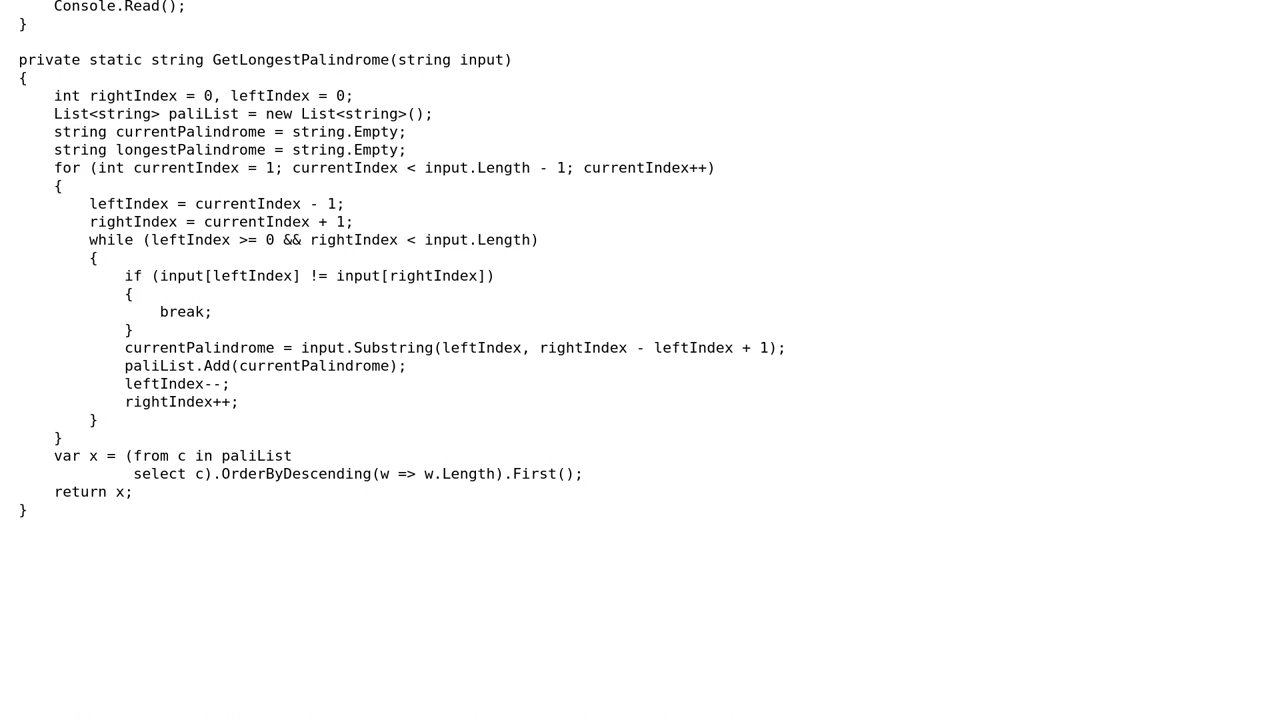 Console.Read();
}

private static string GetLongestPalindrome(string input)
{
    int rightIndex = 0, leftIndex = 0;
    List<string> paliList = new List<string>();
    string currentPalindrome = string.Empty;
    string longestPalindrome = string.Empty;
    for (int currentIndex = 1; currentIndex < input.Length - 1; currentIndex++)
    {
        leftIndex = currentIndex - 1;
        rightIndex = currentIndex + 1;
        while (leftIndex >= 0 && rightIndex < input.Length)
        {
            if (input[leftIndex] != input[rightIndex])
            {
                break;
            }
            currentPalindrome = input.Substring(leftIndex, rightIndex - leftIndex + 1);
            paliList.Add(currentPalindrome);
            leftIndex--;
            rightIndex++;
        }
    }
    var x = (from c in paliList
             select c).OrderByDescending(w => w.Length).First();
    return x;
}